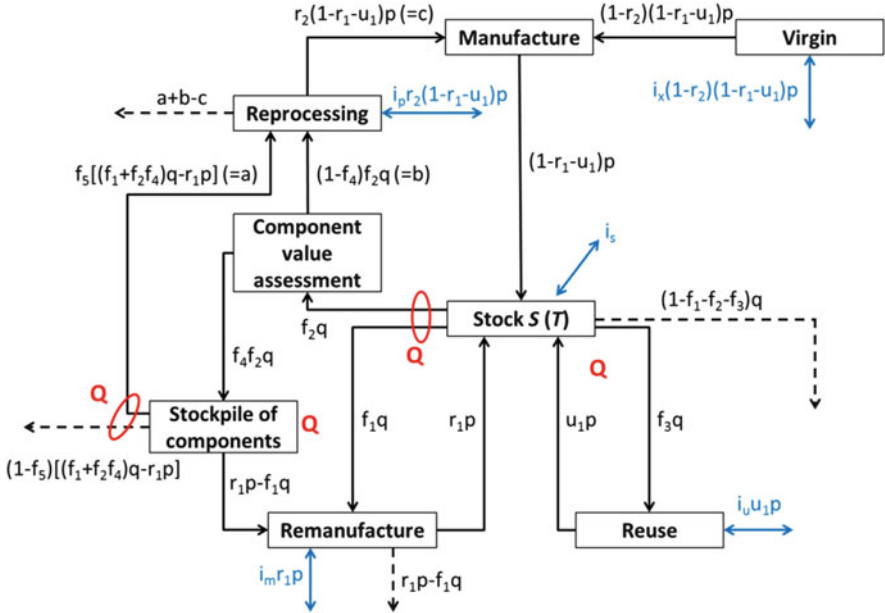 r₂(1-r₁-u₁)p (=c)
(1-r₂)(1-r₁-u₁)p
Manufacture
Virgin
a+b-c
Reprocessing
iₚr₂(1-r₁-u₁)p
iₓ(1-r₂)(1-r₁-u₁)p
f₅[(f₁+f₂f₄)q-r₁p] (=a)
(1-f₄)f₂q (=b)
(1-r₁-u₁)p
Component
value
assessment
iₛ
f₂q
Stock S (T)
(1-f₁-f₂-f₃)q
Q
Q
f₄f₂q
Q
Stockpile of
components
Q
f₁q
r₁p
u₁p
f₃q
(1-f₅)[(f₁+f₂f₄)q-r₁p]
r₁p-f₁q
Remanufacture
Reuse
iᵤu₁p
iₘr₁p
r₁p-f₁q